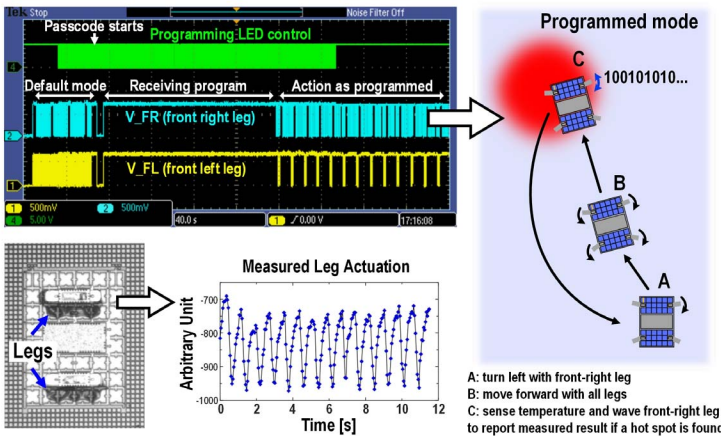 Tek Stop
Noise Filter Off
Passcode starts
Programming LED control
4
Default mode
Receiving program
Action as programmed
V_FR (front right leg)
2
V_FL (front left leg)
1
1 500mV
2 500mV
4 5.00 V
40.0 s
1 / 0.00 V
17:16:08
Programmed mode
C
100101010...
B
A
Legs
Measured Leg Actuation
Arbitrary Unit
-700
-800
-900
-1000
0 2 4 6 8 10 12
Time [s]
A: turn left with front-right leg
B: move forward with all legs
C: sense temperature and wave front-right leg
to report measured result if a hot spot is found